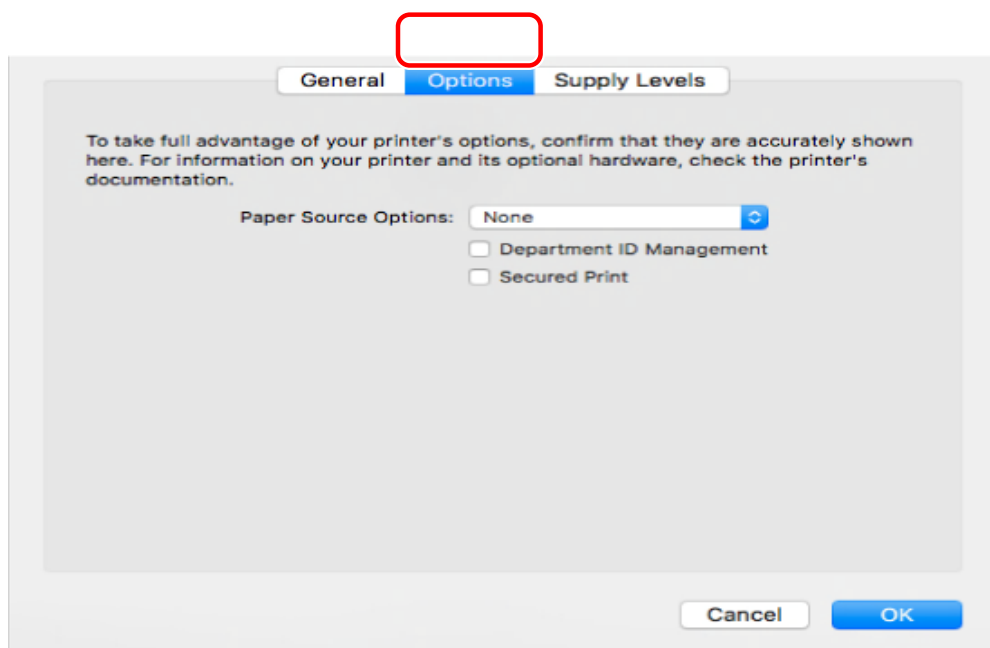 General Options Supply Levels
To take full advantage of your printer's options, confirm that they are accurately shown
here. For information on your printer and its optional hardware, check the printer's
documentation.
Paper Source Options: None
Department ID Management
Secured Print
Cancel OK